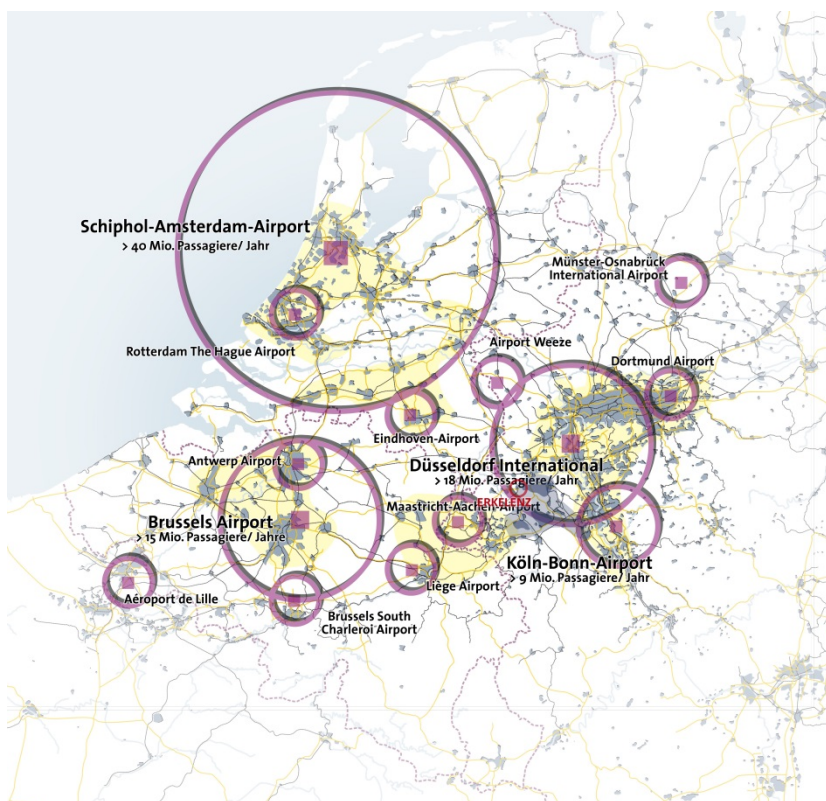 Schiphol-Amsterdam-Airport
> 40 Mio. Passagiere/ Jahr
Münster-Osnabrück
International Airport
Rotterdam The Hague Airport
Airport Weeze
Dortmund Airport
Eindhoven-Airport
Antwerp Airport
Düsseldorf International
> 18 Mio. Passagiere/ Jahr
ERKELENZ
Maastricht-Aachen-Airport
Brussels Airport
> 15 Mio. Passagiere/ Jahre
Köln-Bonn-Airport
> 9 Mio. Passagiere/ Jahr
Liège Airport
Aéroport de Lille
Brussels South
Charleroi Airport